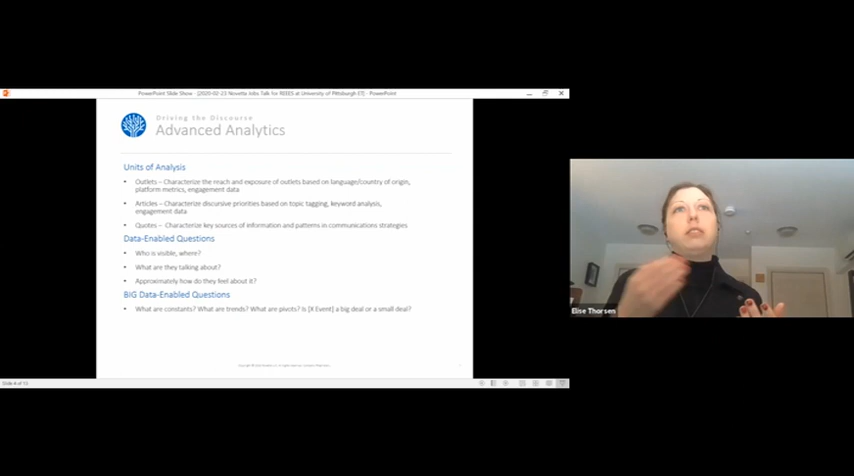 PowerPoint Slide Show - [2020-02-23 Novetta Jobs Talk for REEES at University of Pittsburgh ET] - PowerPoint
Driving the Discourse
Advanced Analytics
Units of Analysis
• Outlets – Characterize the reach and exposure of outlets based on language/country of origin,
platform metrics, engagement data
• Articles – Characterize discursive priorities based on topic tagging, keyword analysis,
engagement data
• Quotes – Characterize key sources of information and patterns in communications strategies
Data-Enabled Questions
• Who is visible, where?
• What are they talking about?
• Approximately how do they feel about it?
BIG Data-Enabled Questions
• What are constants? What are trends? What are pivots? Is [X Event] a big deal or a small deal?
Slide 4 of 13
Elise Thorsen